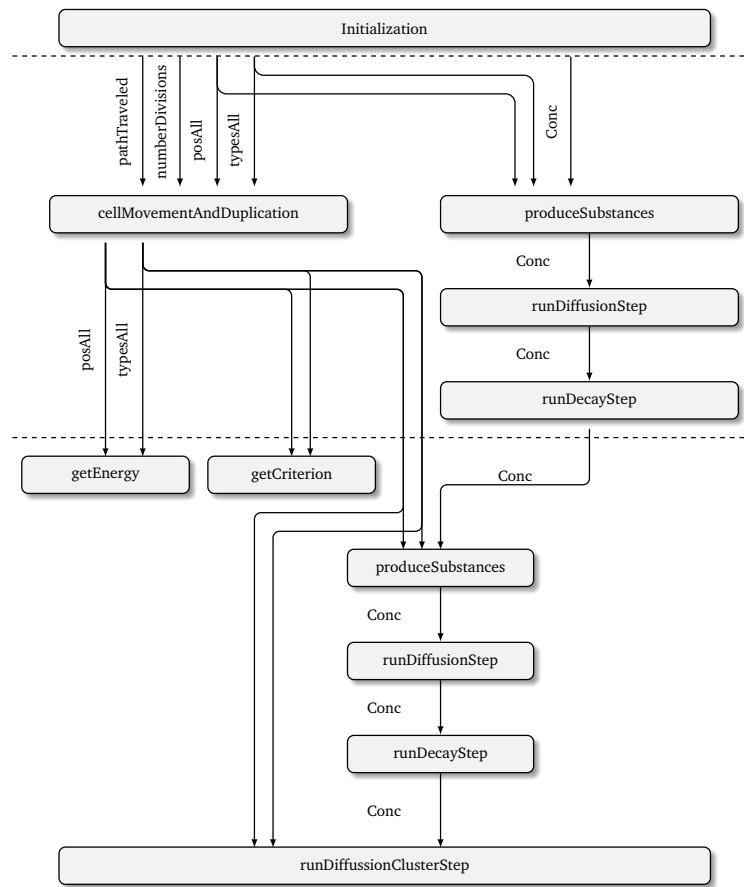 Initialization
pathTraveled
numberDivisions
posAll
typesAll
Conc
cellMovementAndDuplication
produceSubstances
Conc
runDiffusionStep
posAll
typesAll
Conc
runDecayStep
getEnergy
getCriterion
Conc
produceSubstances
Conc
runDiffusionStep
Conc
runDecayStep
Conc
runDiffussionClusterStep